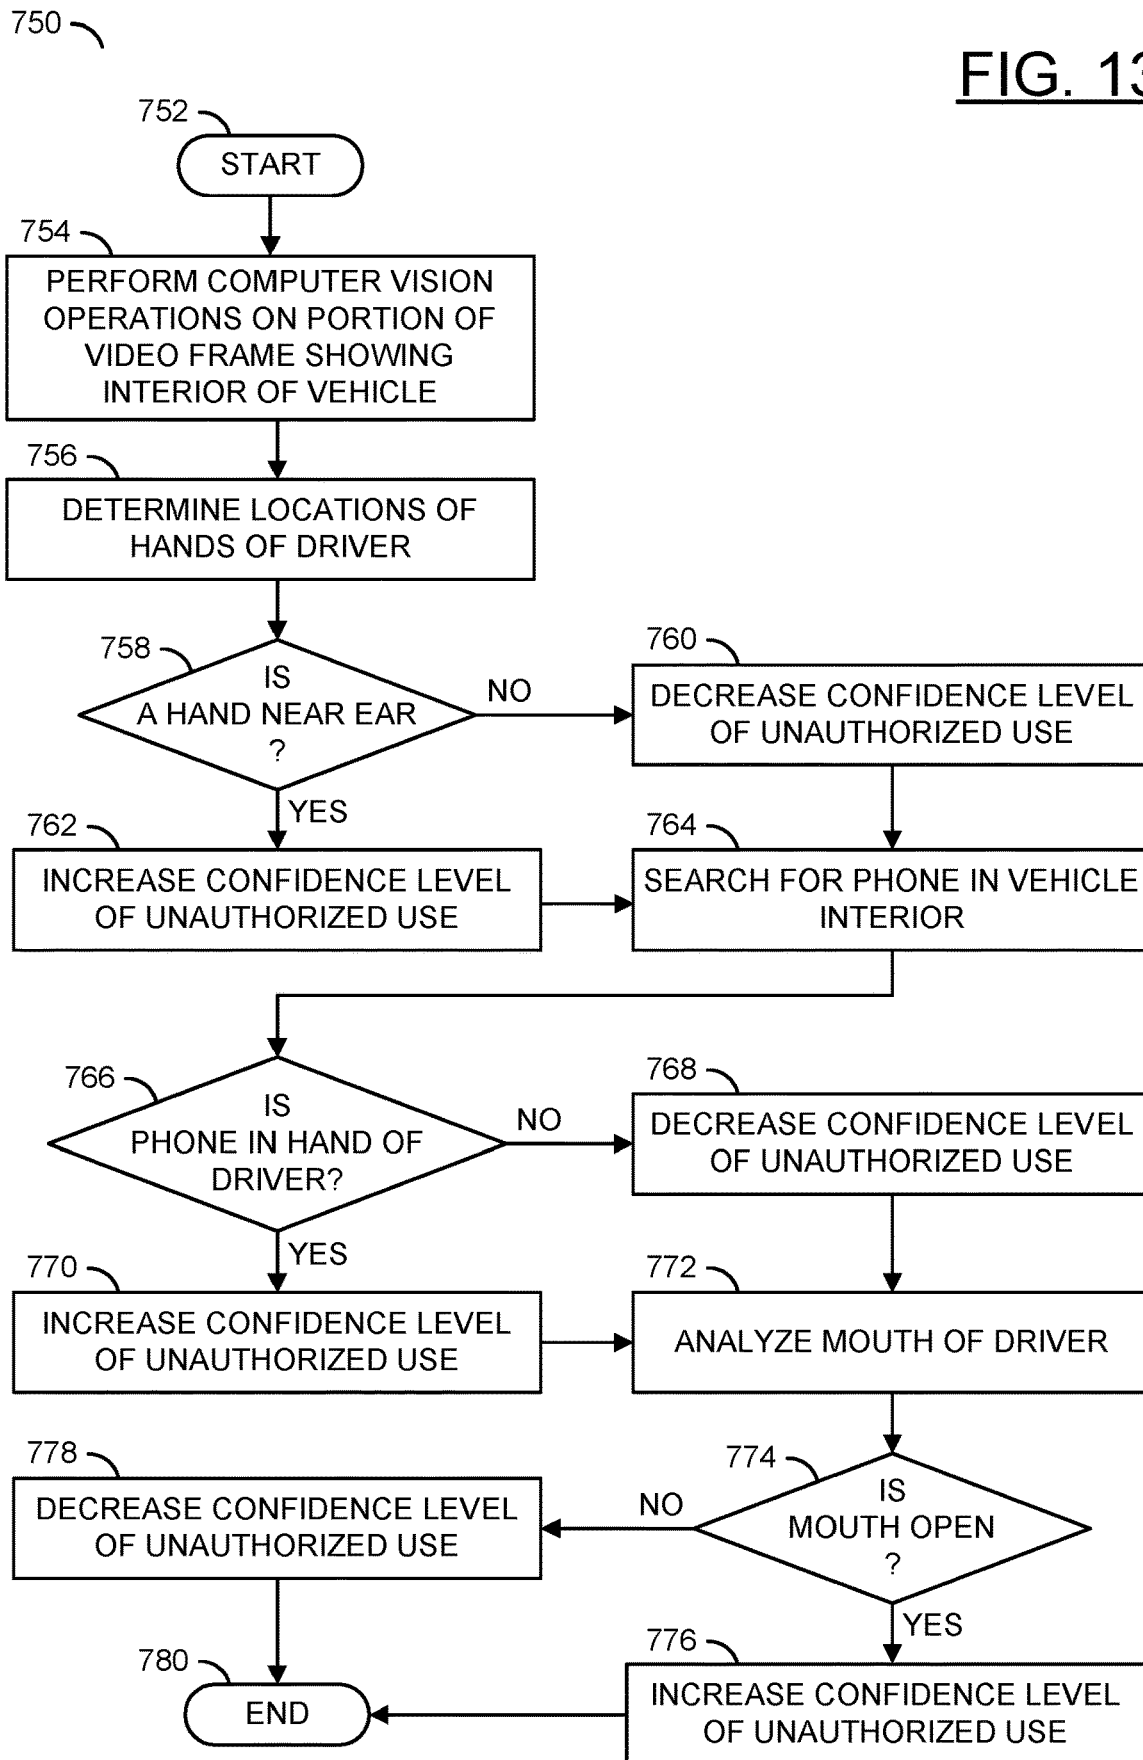 750
FIG. 13
752
START
754
PERFORM COMPUTER VISION
OPERATIONS ON PORTION OF
VIDEO FRAME SHOWING
INTERIOR OF VEHICLE
756
DETERMINE LOCATIONS OF
HANDS OF DRIVER
758
IS
A HAND NEAR EAR
?
NO
YES
760
DECREASE CONFIDENCE LEVEL
OF UNAUTHORIZED USE
762
INCREASE CONFIDENCE LEVEL
OF UNAUTHORIZED USE
764
SEARCH FOR PHONE IN VEHICLE
INTERIOR
766
IS
PHONE IN HAND OF
DRIVER?
NO
YES
768
DECREASE CONFIDENCE LEVEL
OF UNAUTHORIZED USE
770
INCREASE CONFIDENCE LEVEL
OF UNAUTHORIZED USE
772
ANALYZE MOUTH OF DRIVER
774
IS
MOUTH OPEN
?
NO
YES
778
DECREASE CONFIDENCE LEVEL
OF UNAUTHORIZED USE
776
INCREASE CONFIDENCE LEVEL
OF UNAUTHORIZED USE
780
END